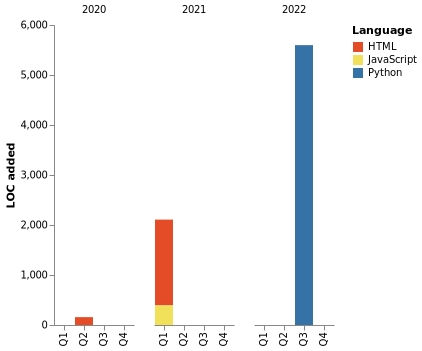 2020 2021 2022
Language
HTML
JavaScript
Python
LOC added
6,000
5,000
4,000
3,000
2,000
1,000
0
Q1 Q2 Q3 Q4 Q1 Q2 Q3 Q4 Q1 Q2 Q3 Q4